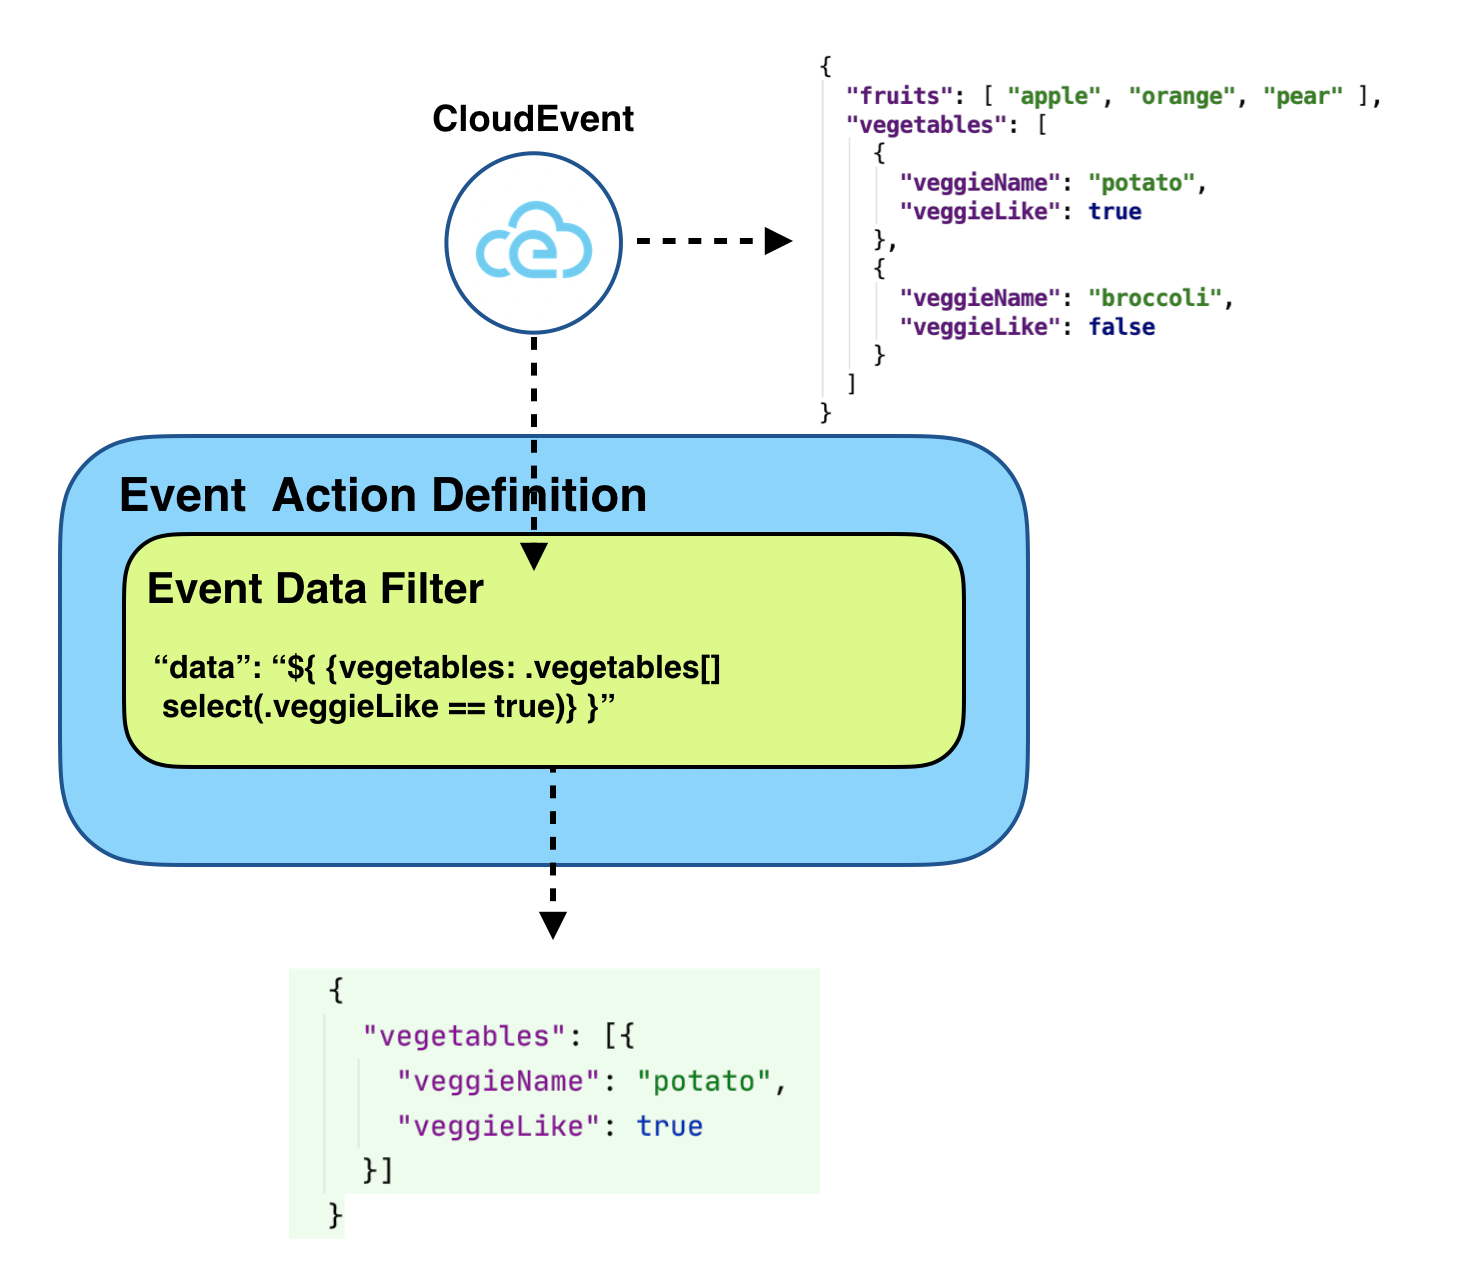 CloudEvent
{
"fruits": [ "apple", "orange", "pear" ],
"vegetables": [
{
"veggieName": "potato",
"veggieLike": true
},
{
"veggieName": "broccoli",
"veggieLike": false
}
]
}
Event  Action Definition
Event Data Filter
“data”: “${ {vegetables: .vegetables[]
select(.veggieLike == true)} }”
{
"vegetables": [{
"veggieName": "potato",
"veggieLike": true
}]
}